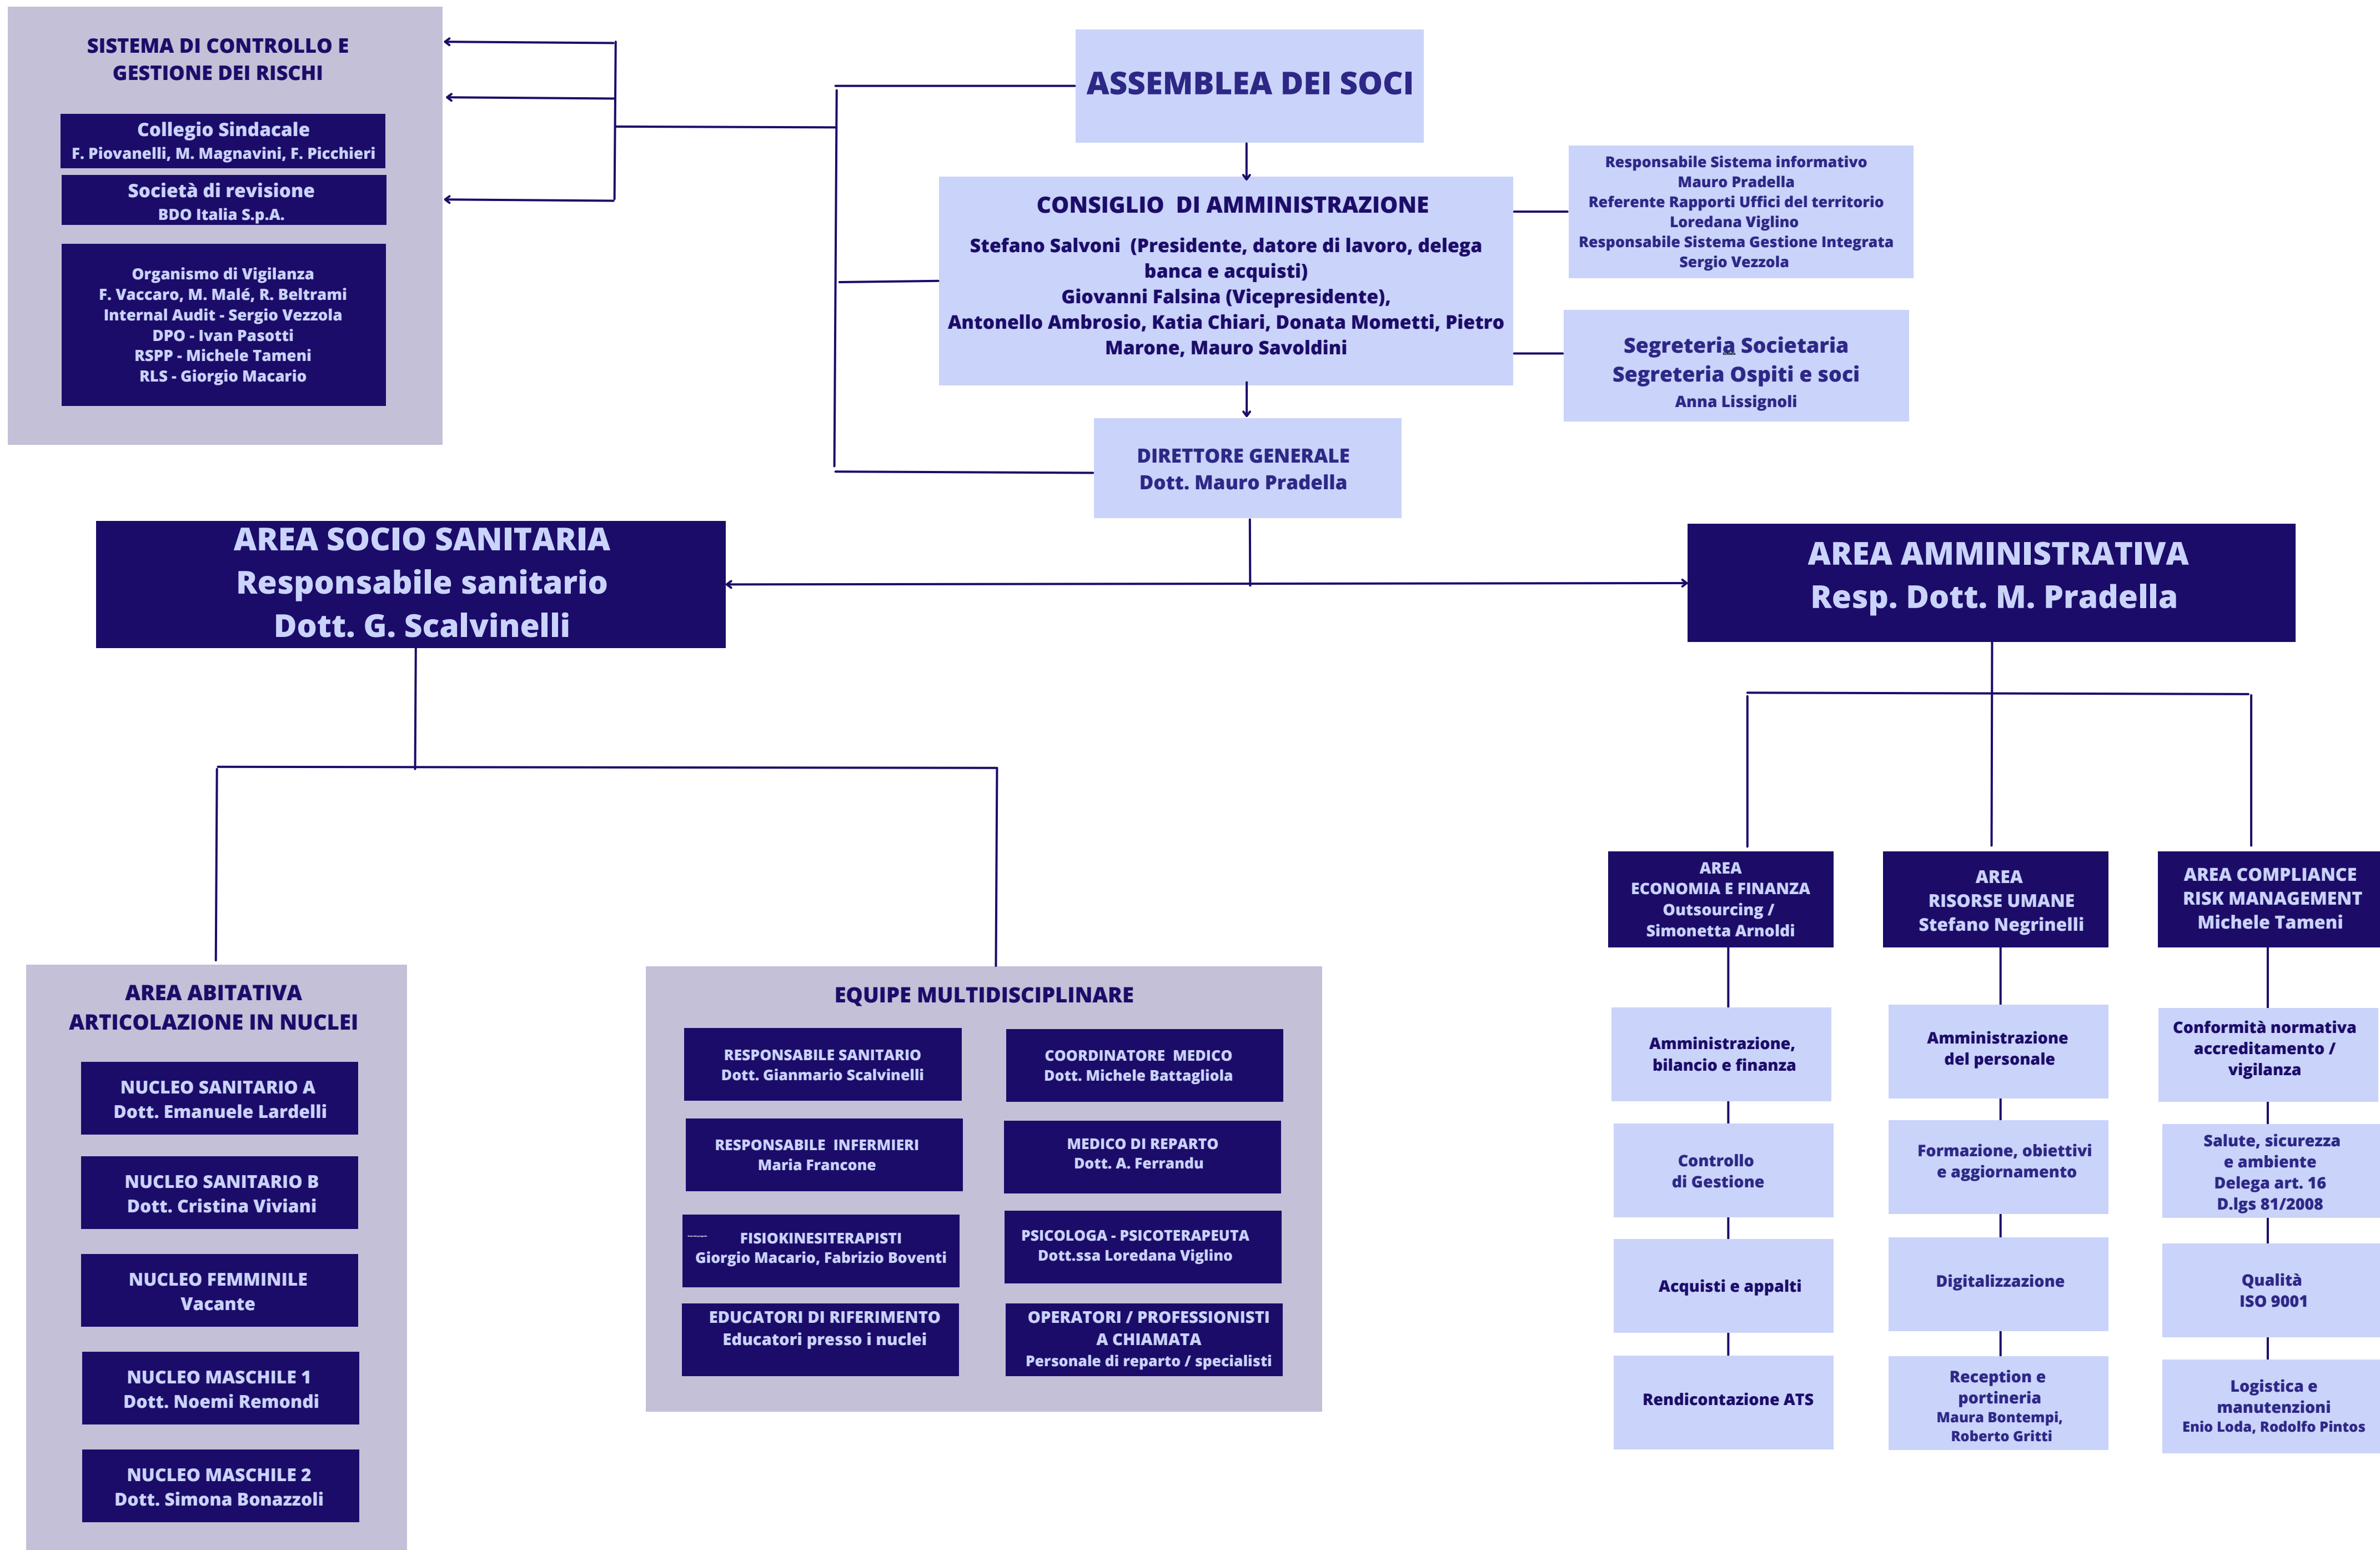 SISTEMA DI CONTROLLO E
GESTIONE DEI RISCHI
Collegio Sindacale
F. Piovanelli, M. Magnavini, F. Picchieri
Società di revisione
BDO Italia S.p.A.
Organismo di Vigilanza
F. Vaccaro, M. Malé, R. Beltrami
Internal Audit - Sergio Vezzola
DPO - Ivan Pasotti
RSPP - Michele Tameni
RLS - Giorgio Macario
ASSEMBLEA DEI SOCI
CONSIGLIO DI AMMINISTRAZIONE
Stefano Salvoni (Presidente, datore di lavoro, delega
banca e acquisti)
Giovanni Falsina (Vicepresidente),
Antonello Ambrosio, Katia Chiari, Donata Mometti, Pietro
Marone, Mauro Savoldini
Responsabile Sistema informativo
Mauro Pradella
Referente Rapporti Uffici del territorio
Loredana Viglino
Responsabile Sistema Gestione Integrata
Sergio Vezzola
Segreteria Societaria
Segreteria Ospiti e soci
Anna Lissignoli
DIRETTORE GENERALE
Dott. Mauro Pradella
AREA SOCIO SANITARIA
Responsabile sanitario
Dott. G. Scalvinelli
AREA AMMINISTRATIVA
Resp. Dott. M. Pradella
AREA ABITATIVA
ARTICOLAZIONE IN NUCLEI
NUCLEO SANITARIO A
Dott. Emanuele Lardelli
NUCLEO SANITARIO B
Dott. Cristina Viviani
NUCLEO FEMMINILE
Vacante
NUCLEO MASCHILE 1
Dott. Noemi Remondi
NUCLEO MASCHILE 2
Dott. Simona Bonazzoli
EQUIPE MULTIDISCIPLINARE
RESPONSABILE SANITARIO
Dott. Gianmario Scalvinelli
COORDINATORE MEDICO
Dott. Michele Battagliola
RESPONSABILE INFERMIERI
Maria Francone
MEDICO DI REPARTO
Dott. A. Ferrandu
FISIOKINESITERAPISTI
Giorgio Macario, Fabrizio Boventi
PSICOLOGA - PSICOTERAPEUTA
Dott.ssa Loredana Viglino
EDUCATORI DI RIFERIMENTO
Educatori presso i nuclei
OPERATORI / PROFESSIONISTI
A CHIAMATA
Personale di reparto / specialisti
AREA
ECONOMIA E FINANZA
Outsourcing /
Simonetta Arnoldi
Amministrazione,
bilancio e finanza
Controllo
di Gestione
Acquisti e appalti
Rendicontazione ATS
AREA
RISORSE UMANE
Stefano Negrinelli
Amministrazione
del personale
Formazione, obiettivi
e aggiornamento
Digitalizzazione
Reception e
portineria
Maura Bontempi,
Roberto Gritti
AREA COMPLIANCE
RISK MANAGEMENT
Michele Tameni
Conformità normativa
accreditamento /
vigilanza
Salute, sicurezza
e ambiente
Delega art. 16
D.lgs 81/2008
Qualità
ISO 9001
Logistica e
manutenzioni
Enio Loda, Rodolfo Pintos